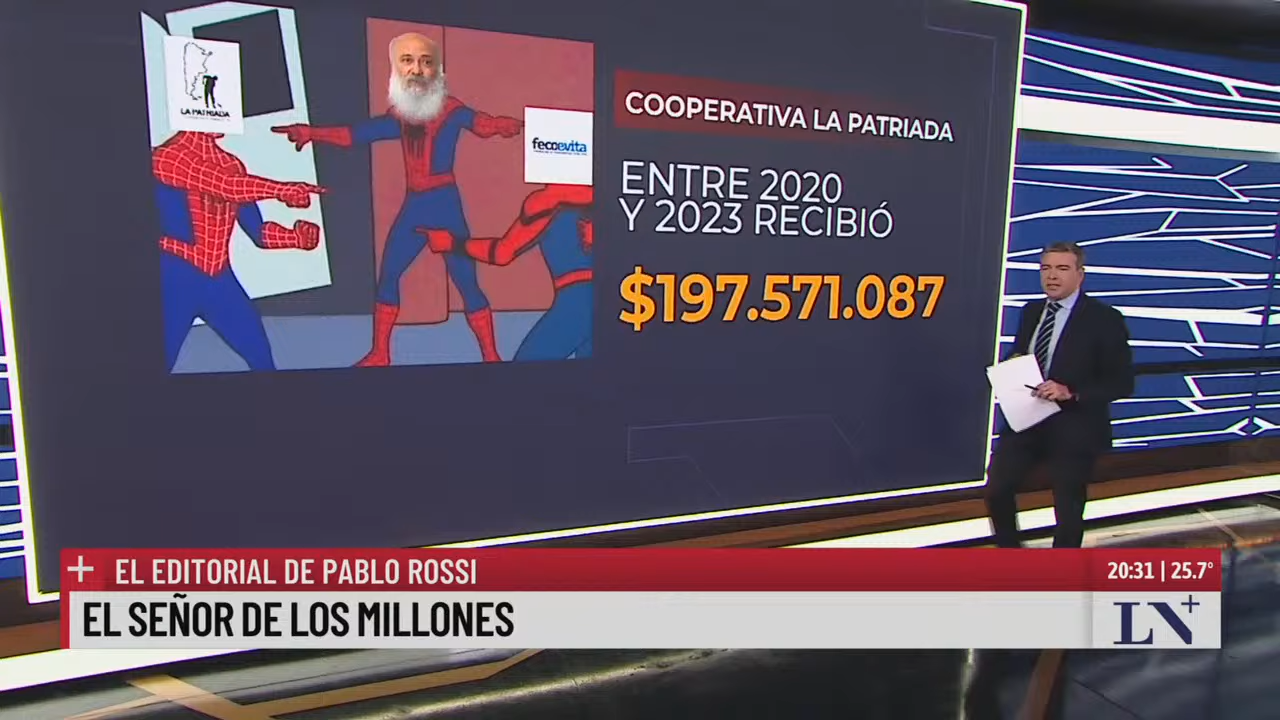 LA PATRIADA
fecoevita
COOPERATIVA LA PATRIADA
ENTRE 2020
Y 2023 RECIBIÓ
$197.571.087
EL EDITORIAL DE PABLO ROSSI
20:31 | 25.7°
EL SEÑOR DE LOS MILLONES
LN+